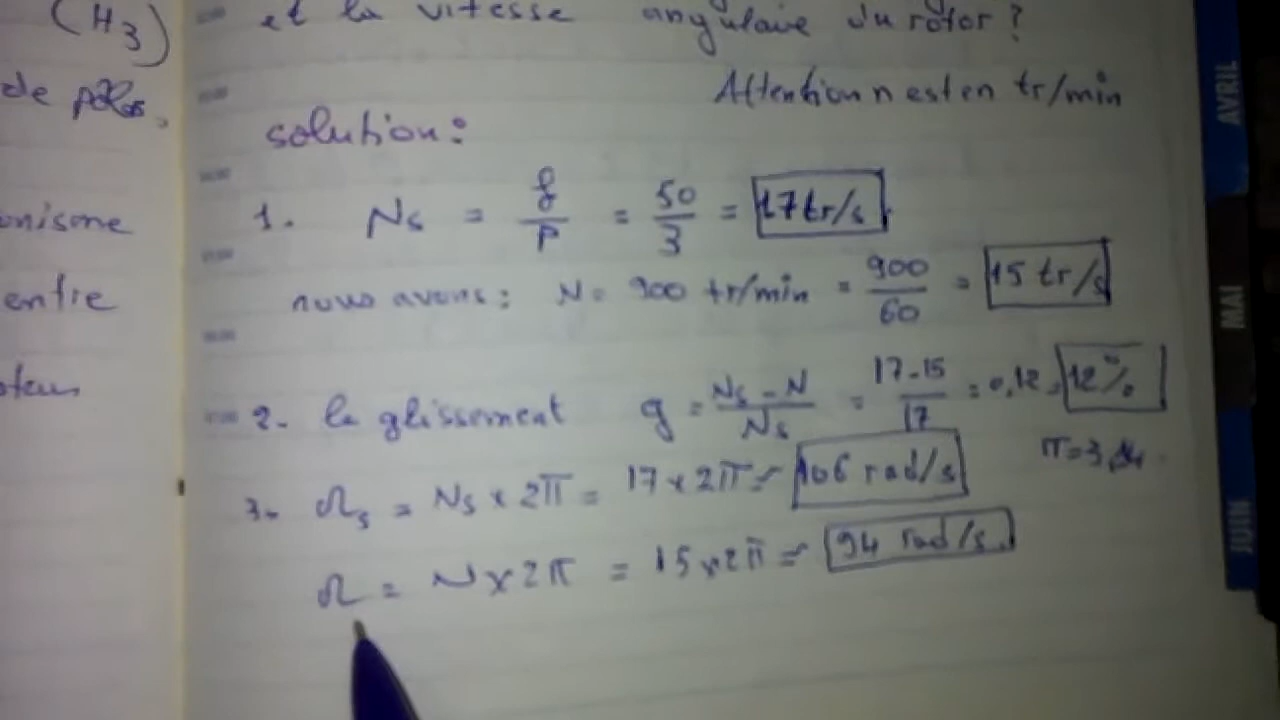 (H3)
de pôles.
onisme
entre
et la vitesse angulaire du rotor ?
Attention n est en tr/min
solution :
1. Ns = f/P = 50/3 = 17 tr/s
nous avons : N = 900 tr/min = 900/60 = 15 tr/s
2- le glissement g = Ns - N/Ns = 17-15/17 = 0,12 = 12%
π = 3,14
3- Ωs = Ns x 2π = 17 x 2π = 106 rad/s
Ω = N x 2π = 15 x 2π = 94 rad/s.
AVRIL
MAI
JUIN